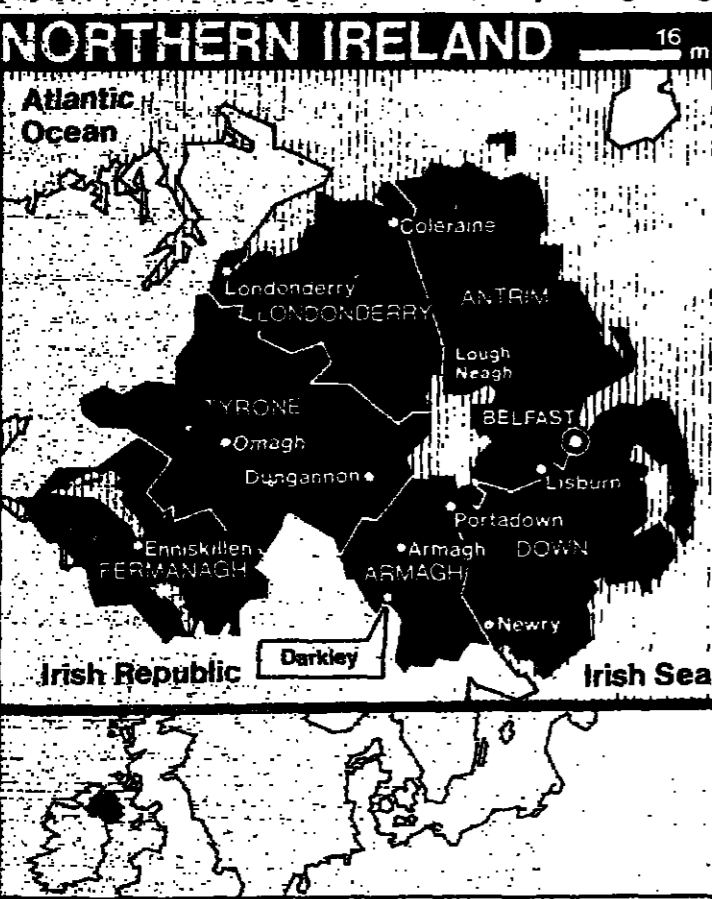 NORTHERN IRELAND
16
m
Atlantic
Ocean
Coleraine
Londonderry
LONDONDERRY
ANTRIM
Lough
Neagh
TYRONE
BELFAST
Omagh
Dungannon
Lisburn
Portadown
Enniskillen
Armagh
DOWN
FERMANAGH
ARMAGH
Newry
Darkley
Irish Republic
Irish Sea